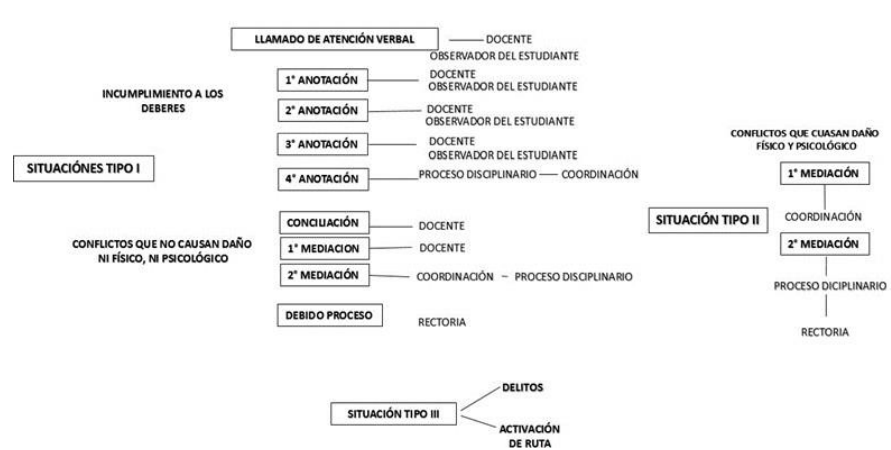 LLAMADO DE ATENCIÓN VERBAL
DOCENTE
OBSERVADOR DEL ESTUDIANTE
INCUMPLIMIENTO A LOS
DEBERES
1° ANOTACIÓN
DOCENTE
OBSERVADOR DEL ESTUDIANTE
2° ANOTACIÓN
DOCENTE
OBSERVADOR DEL ESTUDIANTE
3° ANOTACIÓN
DOCENTE
OBSERVADOR DEL ESTUDIANTE
SITUACIÓNES TIPO I
4° ANOTACIÓN
PROCESO DISCIPLINARIO
COORDINACIÓN
CONFLICTOS QUE NO CAUSAN DAÑO
NI FÍSICO, NI PSICOLÓGICO
CONCILIACIÓN
DOCENTE
1° MEDIACION
DOCENTE
2° MEDIACIÓN
COORDINACIÓN – PROCESO DISCIPLINARIO
DEBIDO PROCESO
RECTORIA
SITUACIÓN TIPO II
CONFLICTOS QUE CUASAN DAÑO
FÍSICO Y PSICOLÓGICO
1° MEDIACIÓN
COORDINACIÓN
2° MEDIACIÓN
PROCESO DICIPLINARIO
RECTORIA
SITUACIÓN TIPO III
DELITOS
ACTIVACIÓN
DE RUTA